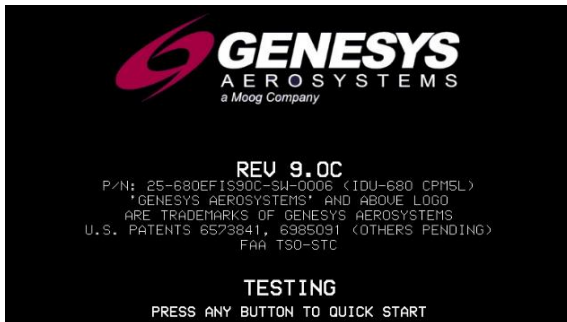 GENESYS
AEROSYSTEMS
a Moog Company
REV 9.0C
P/N: 25-680EFIS90C-SW-0006 (IDU-680 CPM5L)
'GENESYS AEROSYSTEMS' AND ABOVE LOGO
ARE TRADEMARKS OF GENESYS AEROSYSTEMS
U.S. PATENTS 6573841, 6985091 (OTHERS PENDING)
FAA TSO-STC
TESTING
PRESS ANY BUTTON TO QUICK START